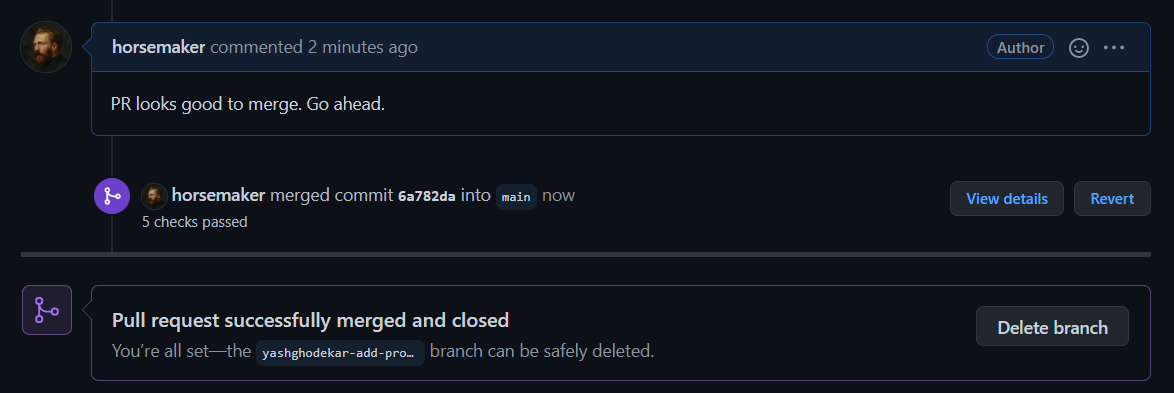 horsemaker commented 2 minutes ago Author
PR looks good to merge. Go ahead.
horsemaker merged commit 6a782da into main now View details Revert
5 checks passed
Pull request successfully merged and closed
Delete branch
You're all set—the yashghodekar-add-pro… branch can be safely deleted.